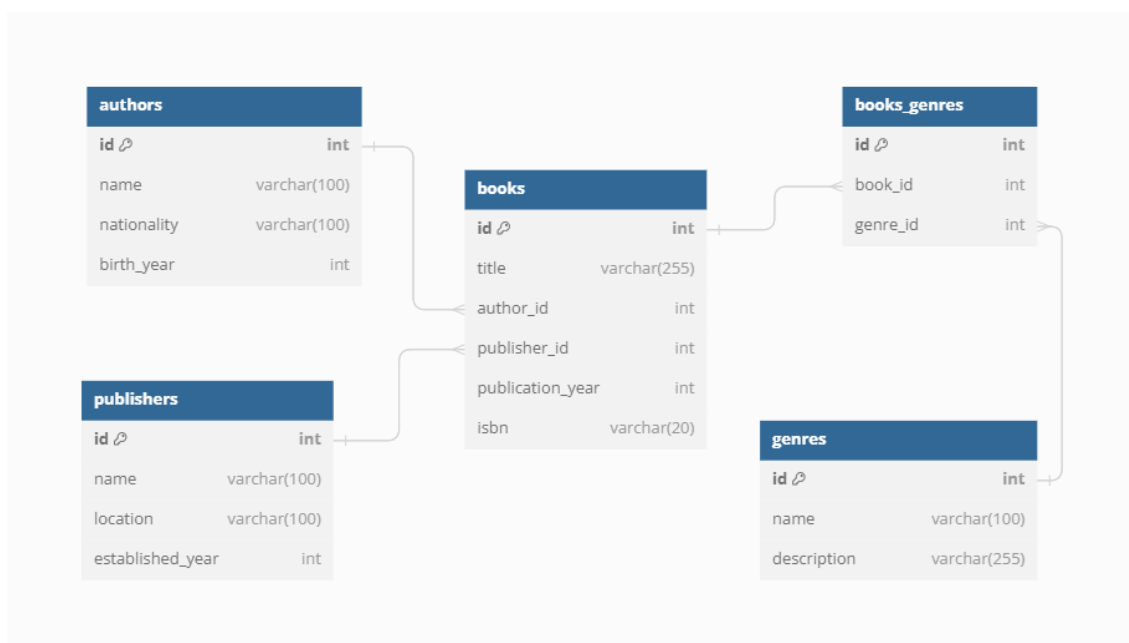 authors
id int
name varchar(100)
nationality varchar(100)
birth_year int
publishers
id int
name varchar(100)
location varchar(100)
established_year int
books
id int
title varchar(255)
author_id int
publisher_id int
publication_year int
isbn varchar(20)
books_genres
id int
book_id int
genre_id int
genres
id int
name varchar(100)
description varchar(255)